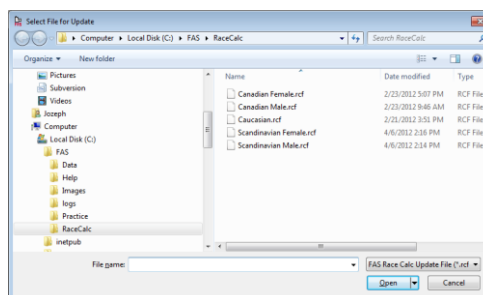 Select File for Update
Computer ▸ Local Disk (C:) ▸ FAS ▸ RaceCalc
Search RaceCalc
Organize
New folder
Pictures
Subversion
Videos
Joseph
Computer
Local Disk (C:)
FAS
Data
Help
Images
logs
Practice
RaceCalc
inetpub
Name Date modified Type
Canadian Female.rcf 2/23/2012 5:07 PM RCF File
Canadian Male.rcf 2/23/2012 9:46 AM RCF File
Caucasian.rcf 2/21/2012 3:51 PM RCF File
Scandinavian Female.rcf 4/6/2012 2:16 PM RCF File
Scandinavian Male.rcf 4/6/2012 2:14 PM RCF File
File name:
FAS Race Calc Update File (*.rcf
Open
Cancel